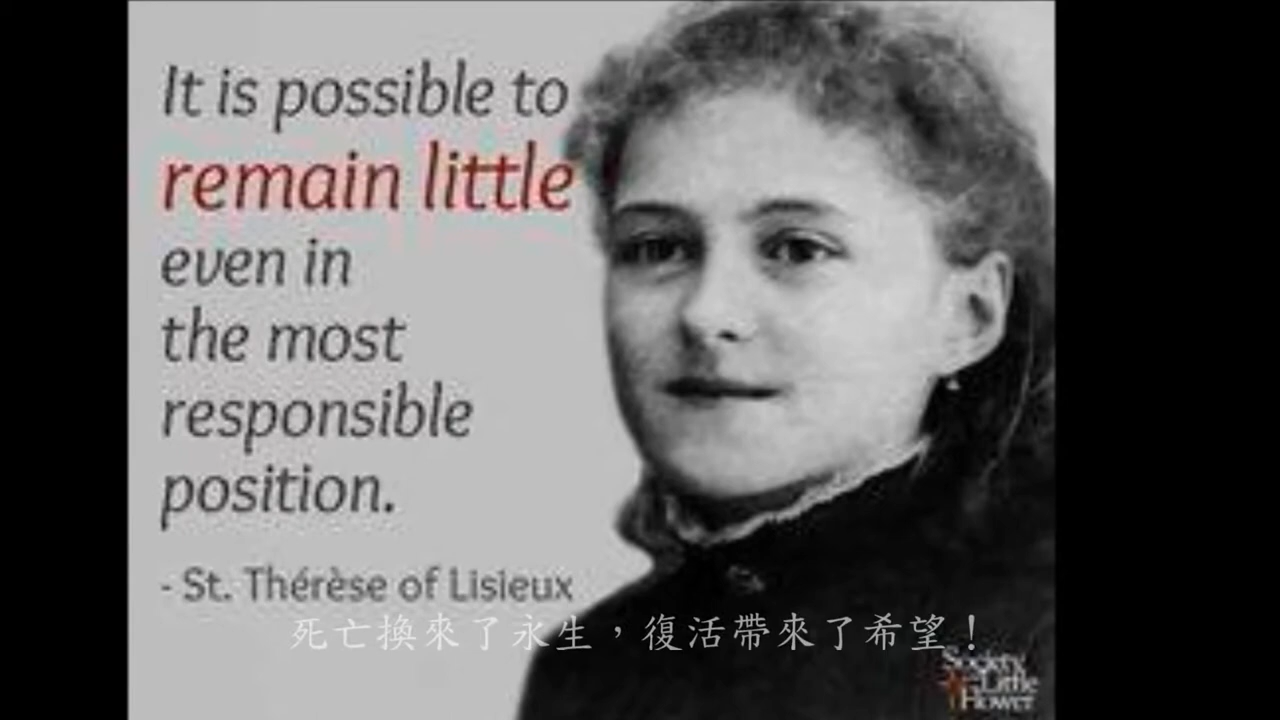 It is possible to
remain little
even in
the most
responsible
position.
- St. Thérèse of Lisieux
死亡換來了永生，復活帶來了希望！
Society
Little
Flower